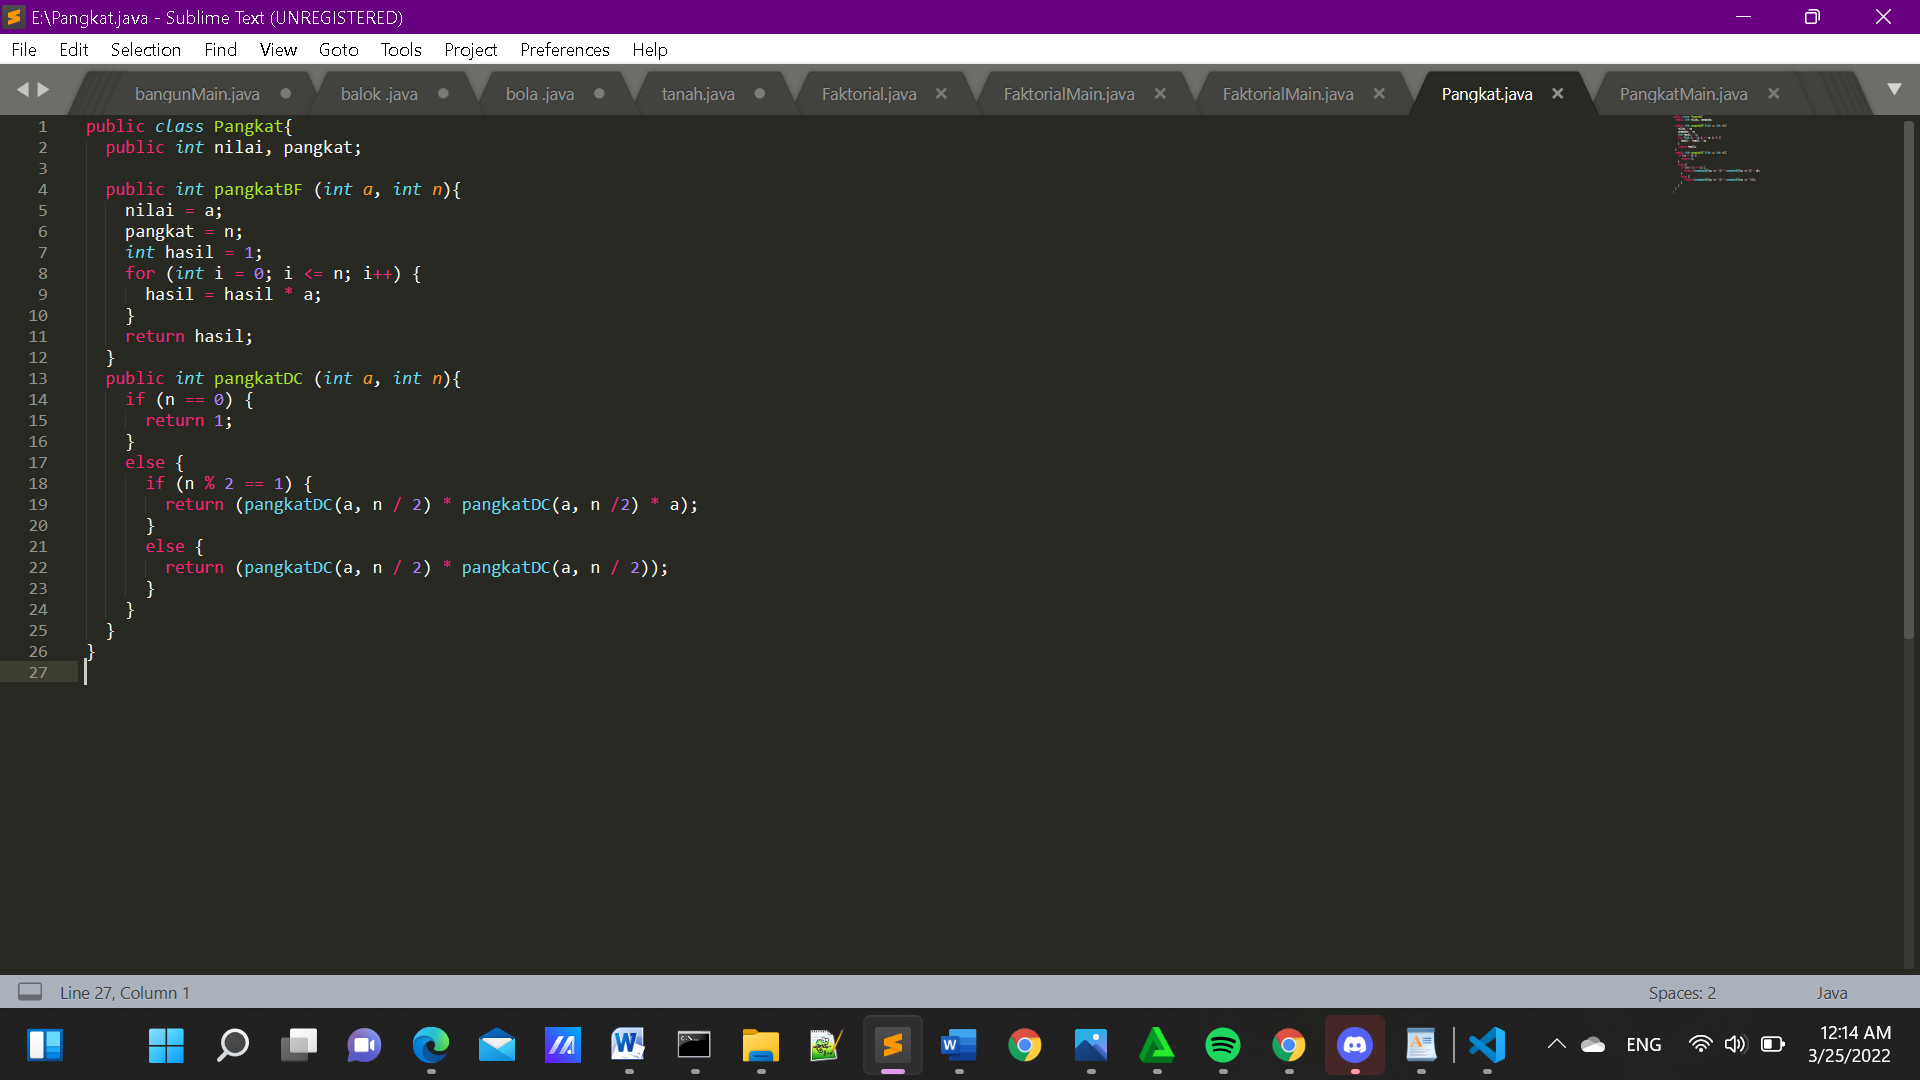 E:\Pangkat.java - Sublime Text (UNREGISTERED)
File Edit Selection Find View Goto Tools Project Preferences Help
bangunMain.java balok .java bola .java tanah.java Faktorial.java FaktorialMain.java FaktorialMain.java Pangkat.java PangkatMain.java
1 public class Pangkat{
2   public int nilai, pangkat;
3
4   public int pangkatBF (int a, int n){
5     nilai = a;
6     pangkat = n;
7     int hasil = 1;
8     for (int i = 0; i <= n; i++) {
9       hasil = hasil * a;
10     }
11     return hasil;
12   }
13   public int pangkatDC (int a, int n){
14     if (n == 0) {
15       return 1;
16     }
17     else {
18       if (n % 2 == 1) {
19         return (pangkatDC(a, n / 2) * pangkatDC(a, n /2) * a);
20       }
21       else {
22         return (pangkatDC(a, n / 2) * pangkatDC(a, n / 2));
23       }
24     }
25   }
26 }
27
Line 27, Column 1 Spaces: 2 Java
ENG 12:14 AM
3/25/2022